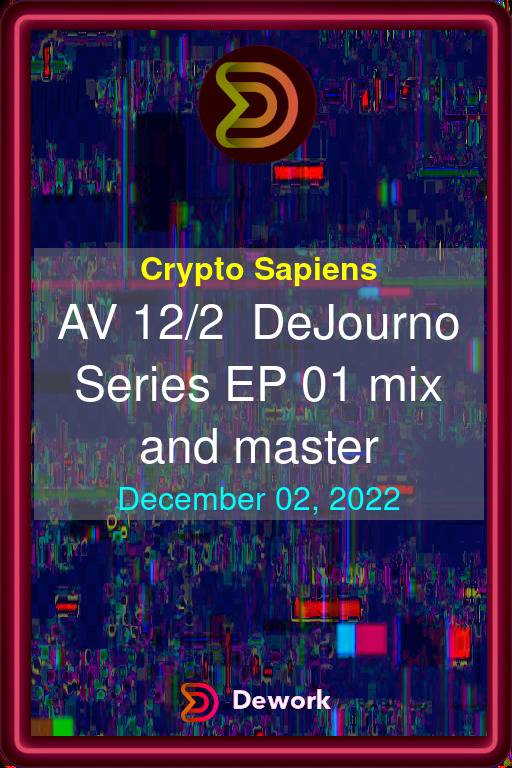 Crypto Sapiens
AV 12/2  DeJourno
Series EP 01 mix
and master
December 02, 2022
Dework